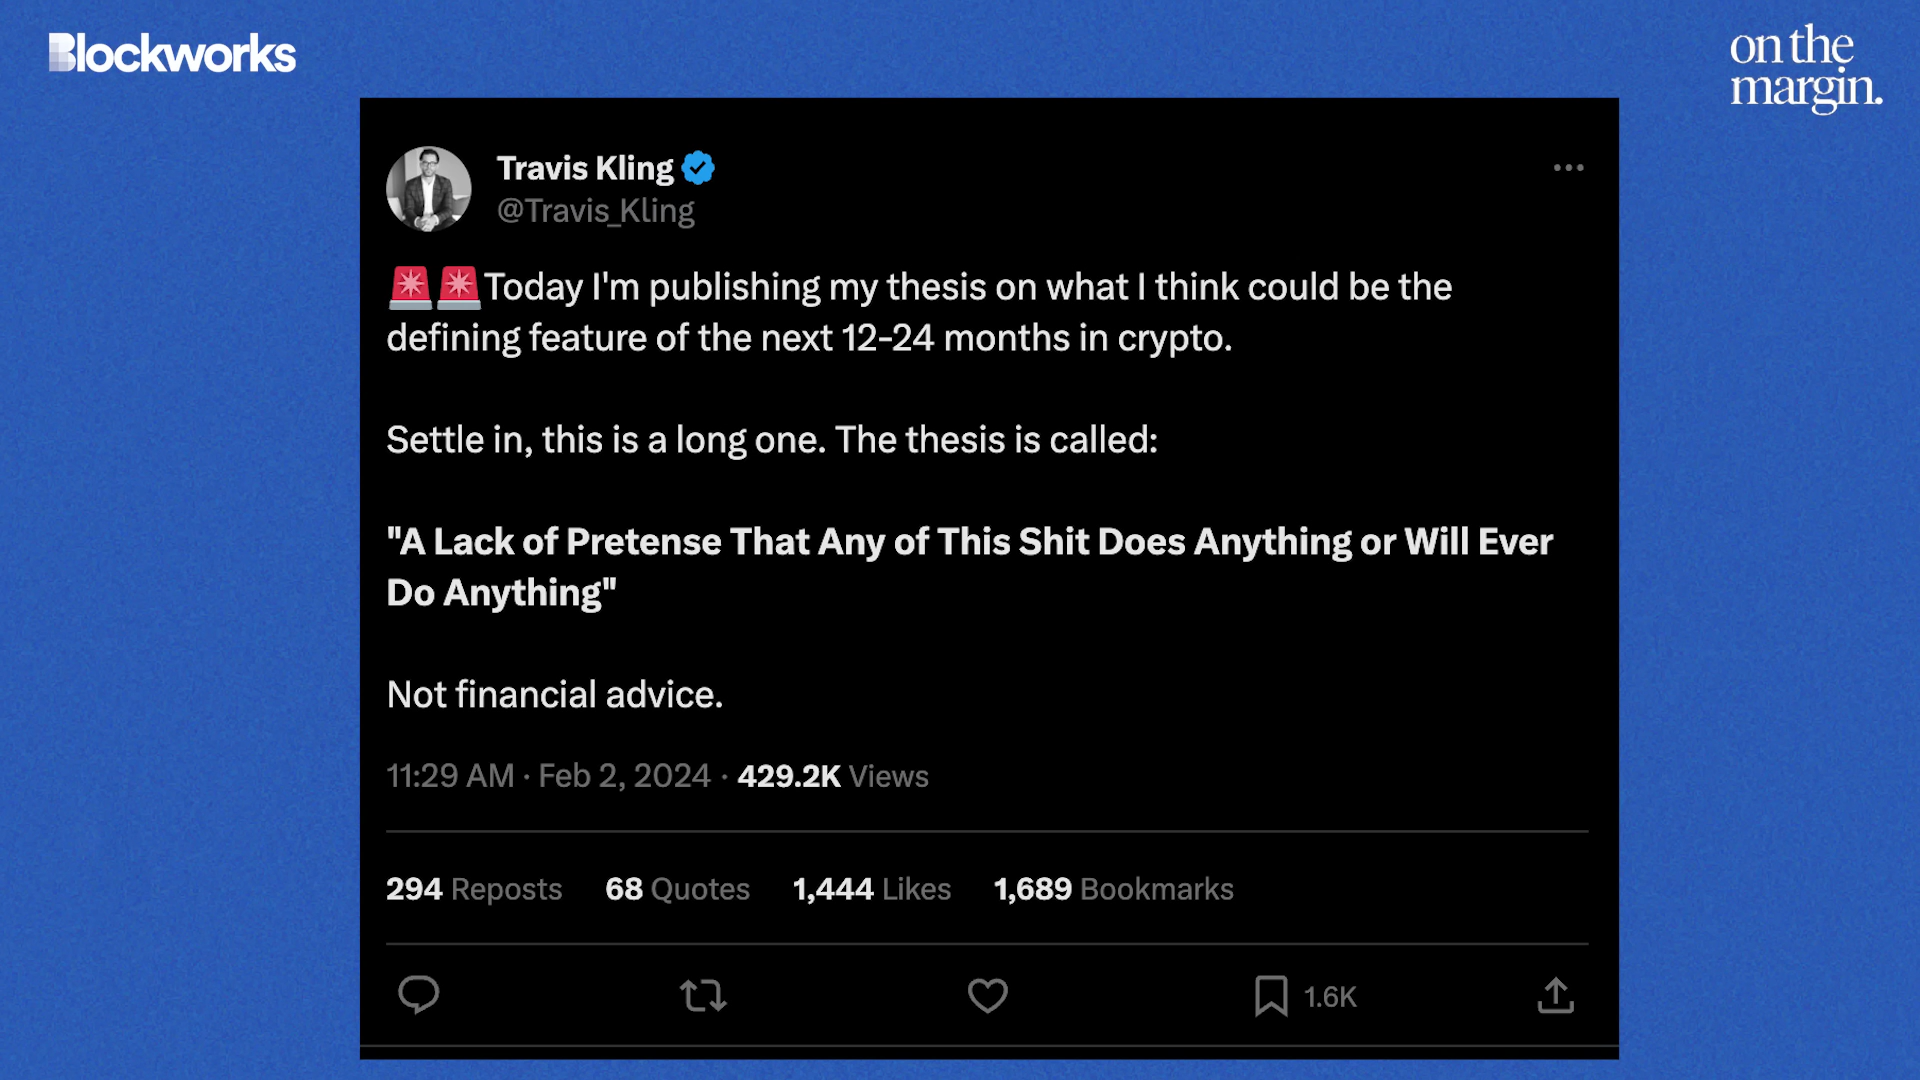 Blockworks
on the
margin.
Travis Kling
@Travis_Kling
🚨🚨Today I'm publishing my thesis on what I think could be the
defining feature of the next 12-24 months in crypto.
Settle in, this is a long one. The thesis is called:
"A Lack of Pretense That Any of This Shit Does Anything or Will Ever
Do Anything"
Not financial advice.
11:29 AM · Feb 2, 2024 · 429.2K Views
294 Reposts 68 Quotes 1,444 Likes 1,689 Bookmarks
1.6K